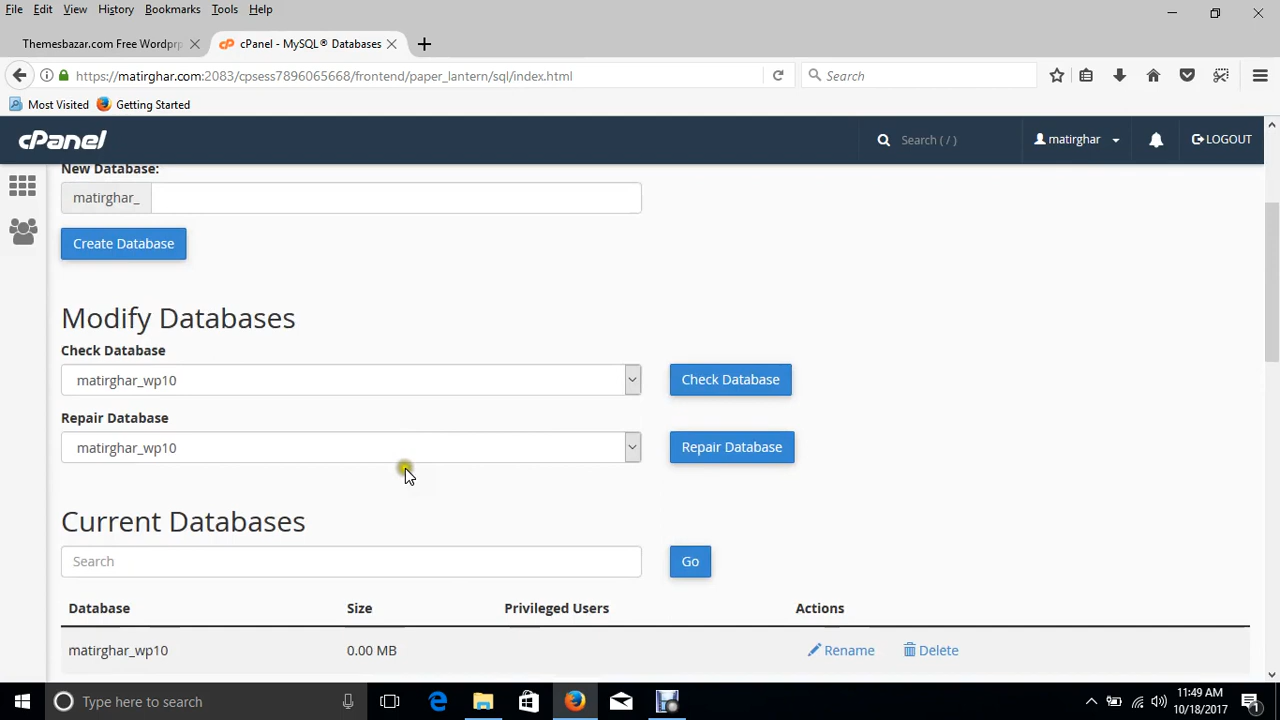 File Edit View History Bookmarks Tools Help
Themesbazar.com Free Wordprp
cPanel - MySQL® Databases
https://matirghar.com:2083/cpsess7896065668/frontend/paper_lantern/sql/index.html
Search
Most Visited Getting Started
cPanel
Search ( / )
matirghar
LOGOUT
New Database:
matirghar_
Create Database
Modify Databases
Check Database
matirghar_wp10
Check Database
Repair Database
matirghar_wp10
Repair Database
Current Databases
Search
Go
Database Size Privileged Users Actions
matirghar_wp10 0.00 MB Rename Delete
Type here to search
11:49 AM
10/18/2017
1